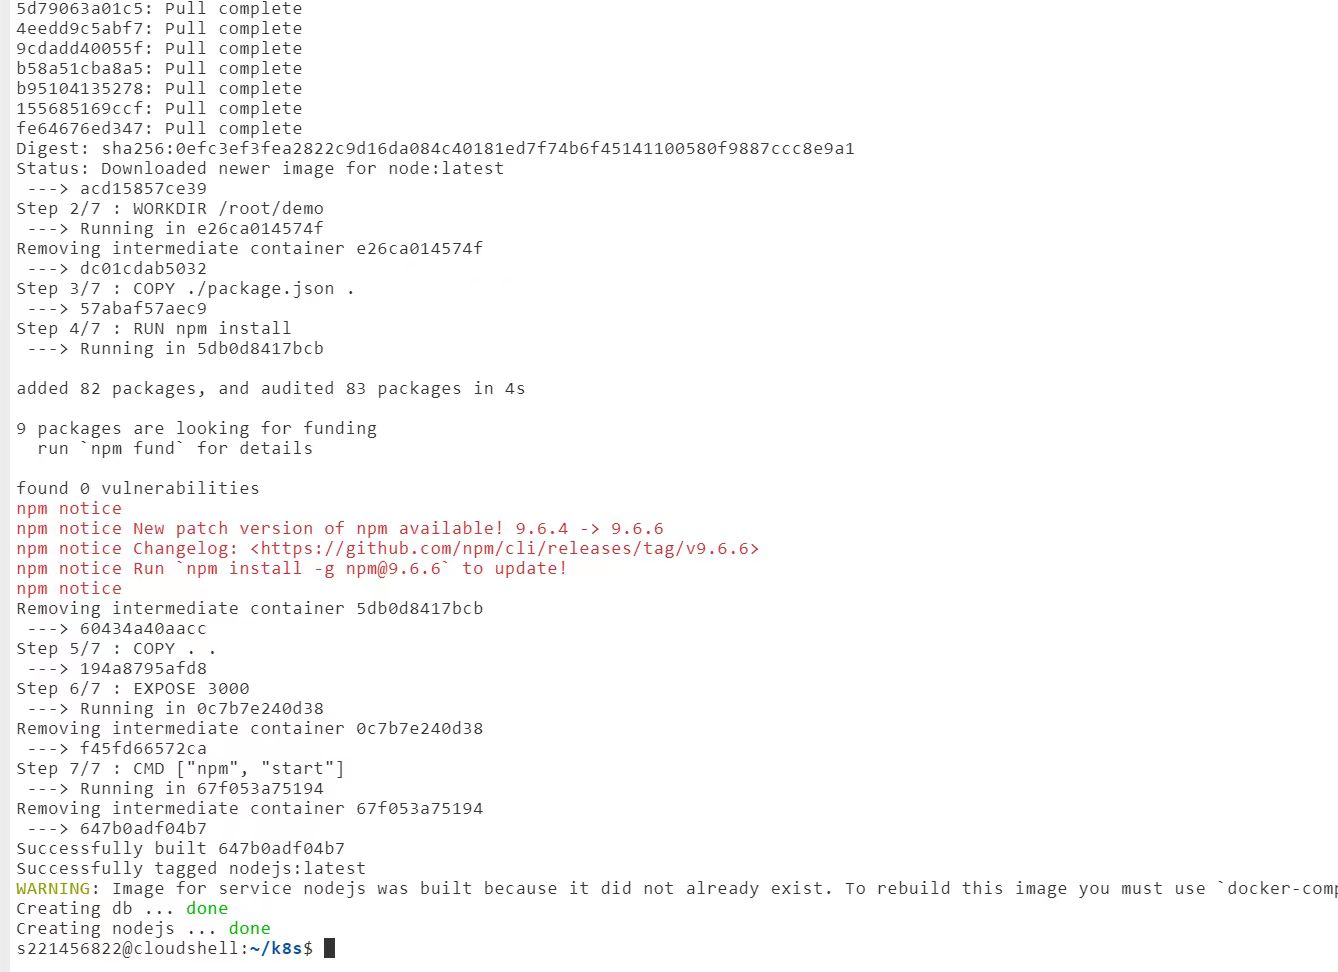 5d79063a01c5: Pull complete
4eedd9c5abf7: Pull complete
9cdadd40055f: Pull complete
b58a51cba8a5: Pull complete
b95104135278: Pull complete
155685169ccf: Pull complete
fe64676ed347: Pull complete
Digest: sha256:0efc3ef3fea2822c9d16da084c40181ed7f74b6f45141100580f9887ccc8e9a1
Status: Downloaded newer image for node:latest
 ---> acd15857ce39
Step 2/7 : WORKDIR /root/demo
 ---> Running in e26ca014574f
Removing intermediate container e26ca014574f
 ---> dc01cdab5032
Step 3/7 : COPY ./package.json .
 ---> 57abaf57aec9
Step 4/7 : RUN npm install
 ---> Running in 5db0d8417bcb
added 82 packages, and audited 83 packages in 4s
9 packages are looking for funding
  run `npm fund` for details
found 0 vulnerabilities
npm notice
npm notice New patch version of npm available! 9.6.4 -> 9.6.6
npm notice Changelog: <https://github.com/npm/cli/releases/tag/v9.6.6>
npm notice Run `npm install -g npm@9.6.6` to update!
npm notice
Removing intermediate container 5db0d8417bcb
 ---> 60434a40aacc
Step 5/7 : COPY . .
 ---> 194a8795afd8
Step 6/7 : EXPOSE 3000
 ---> Running in 0c7b7e240d38
Removing intermediate container 0c7b7e240d38
 ---> f45fd66572ca
Step 7/7 : CMD ["npm", "start"]
 ---> Running in 67f053a75194
Removing intermediate container 67f053a75194
 ---> 647b0adf04b7
Successfully built 647b0adf04b7
Successfully tagged nodejs:latest
WARNING: Image for service nodejs was built because it did not already exist. To rebuild this image you must use `docker-comp
Creating db ... done
Creating nodejs ... done
s221456822@cloudshell:~/k8s$